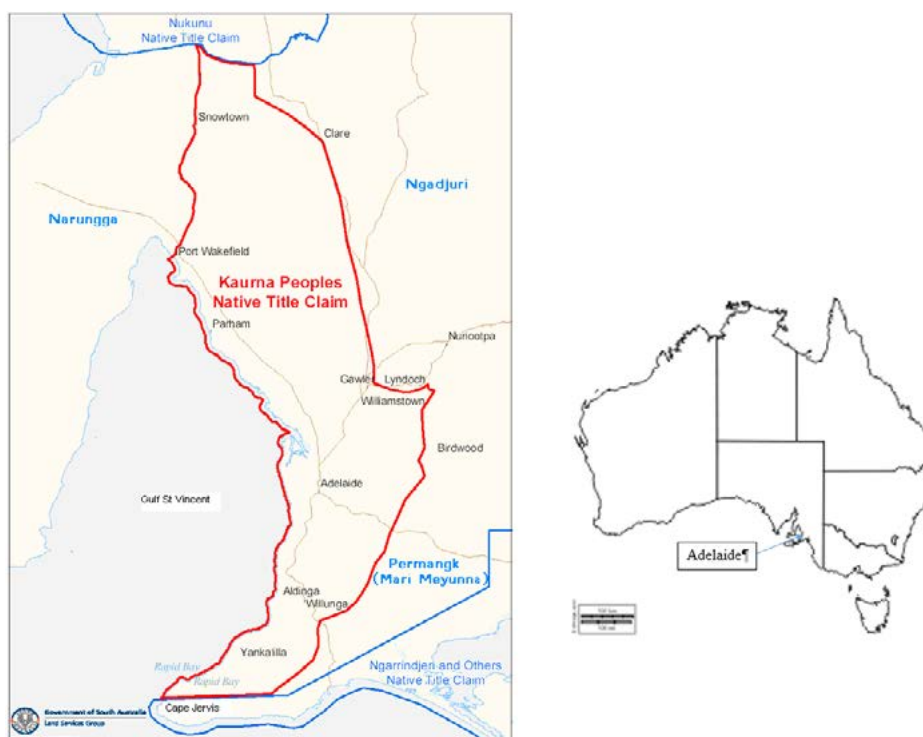 Nukunu
Native Title Claim
Snowtown
Clare
Ngadjuri
Narungga
Port Wakefield
Kaurna Peoples
Native Title Claim
Parham
Nuriootpa
Gawler
Lyndoch
Williamstown
Birdwood
Adelaide
Gulf St Vincent
Permangk
(Mari Meyunna)
Aldinga
Willunga
Yankalilla
Rapid Bay
Rapid Bay
Ngarrindjeri and Others
Native Title Claim
Cape Jervis
Government of South Australia
Land Services Group
Adelaide¶